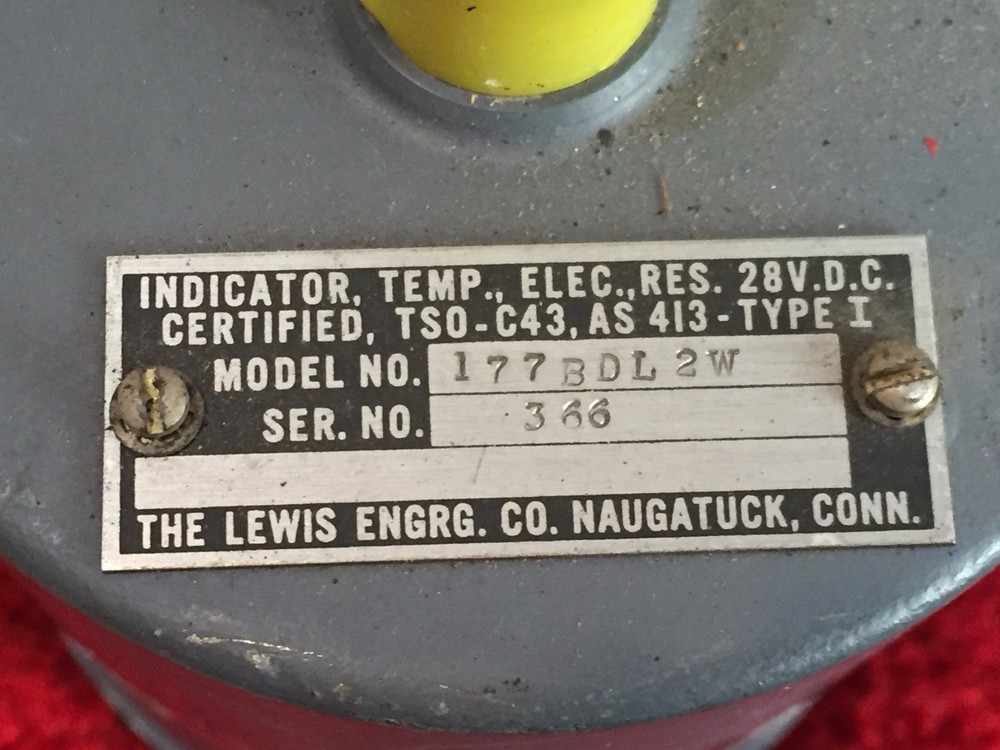 INDICATOR, TEMP., ELEC., RES. 28V.D.C.
CERTIFIED, TSO-C43, AS 413-TYPE I
MODEL NO. 177BDL2W
SER. NO. 366
THE LEWIS ENGRG. CO. NAUGATUCK, CONN.